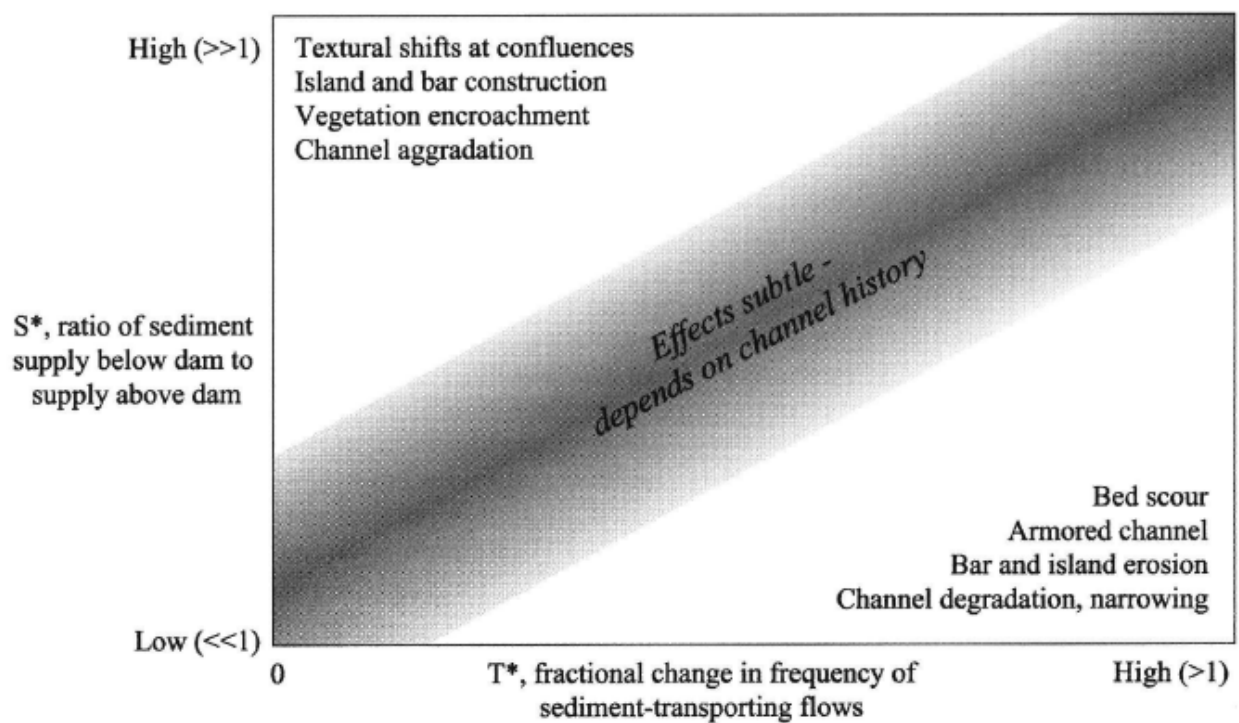 High (>>1)
Textural shifts at confluences
Island and bar construction
Vegetation encroachment
Channel aggradation
Effects subtle -
depends on channel history
S*, ratio of sediment
supply below dam to
supply above dam
Bed scour
Armored channel
Bar and island erosion
Channel degradation, narrowing
Low (<<1)
0
T*, fractional change in frequency of
sediment-transporting flows
High (>1)